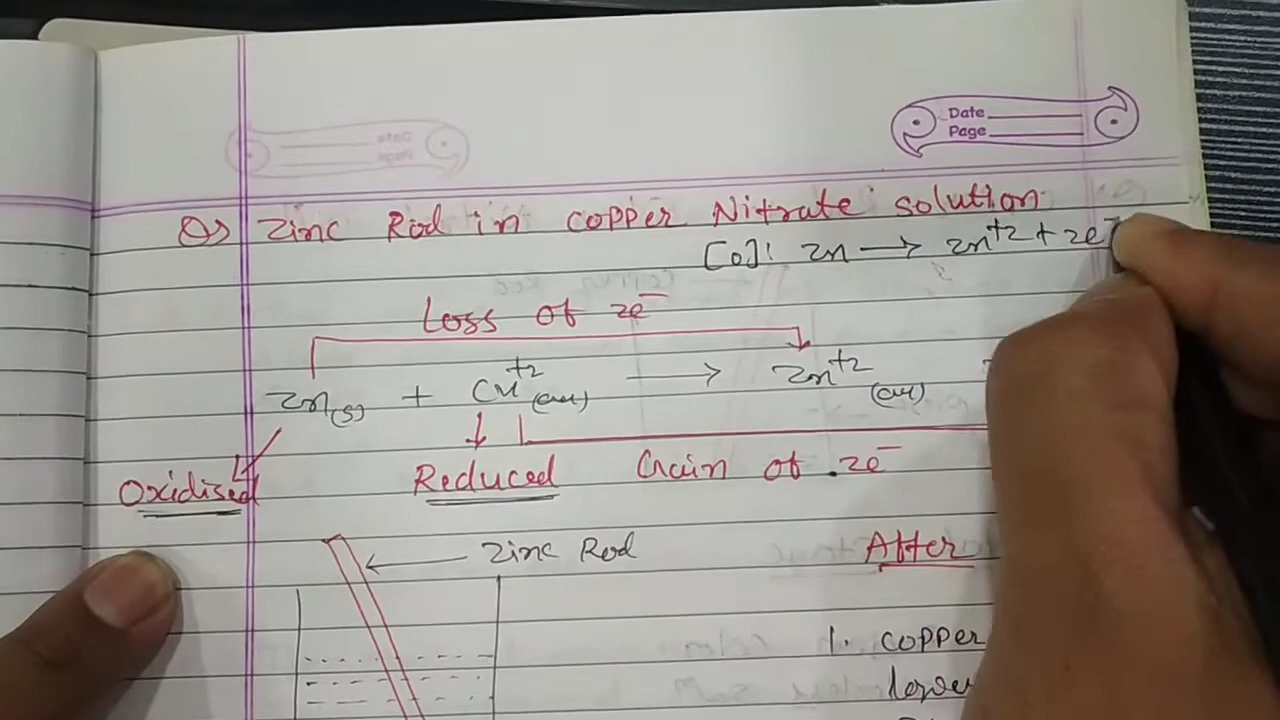 Date
Page
Q) Zinc Rod in Copper Nitrate solution
[O]: Zn → Zn+2 + 2e-
Loss of 2e-
Zn(s) + Cu+2(aq) → Zn+2(aq)
Oxidised Reduced Gain of 2e-
Zinc Rod After
1. Copper